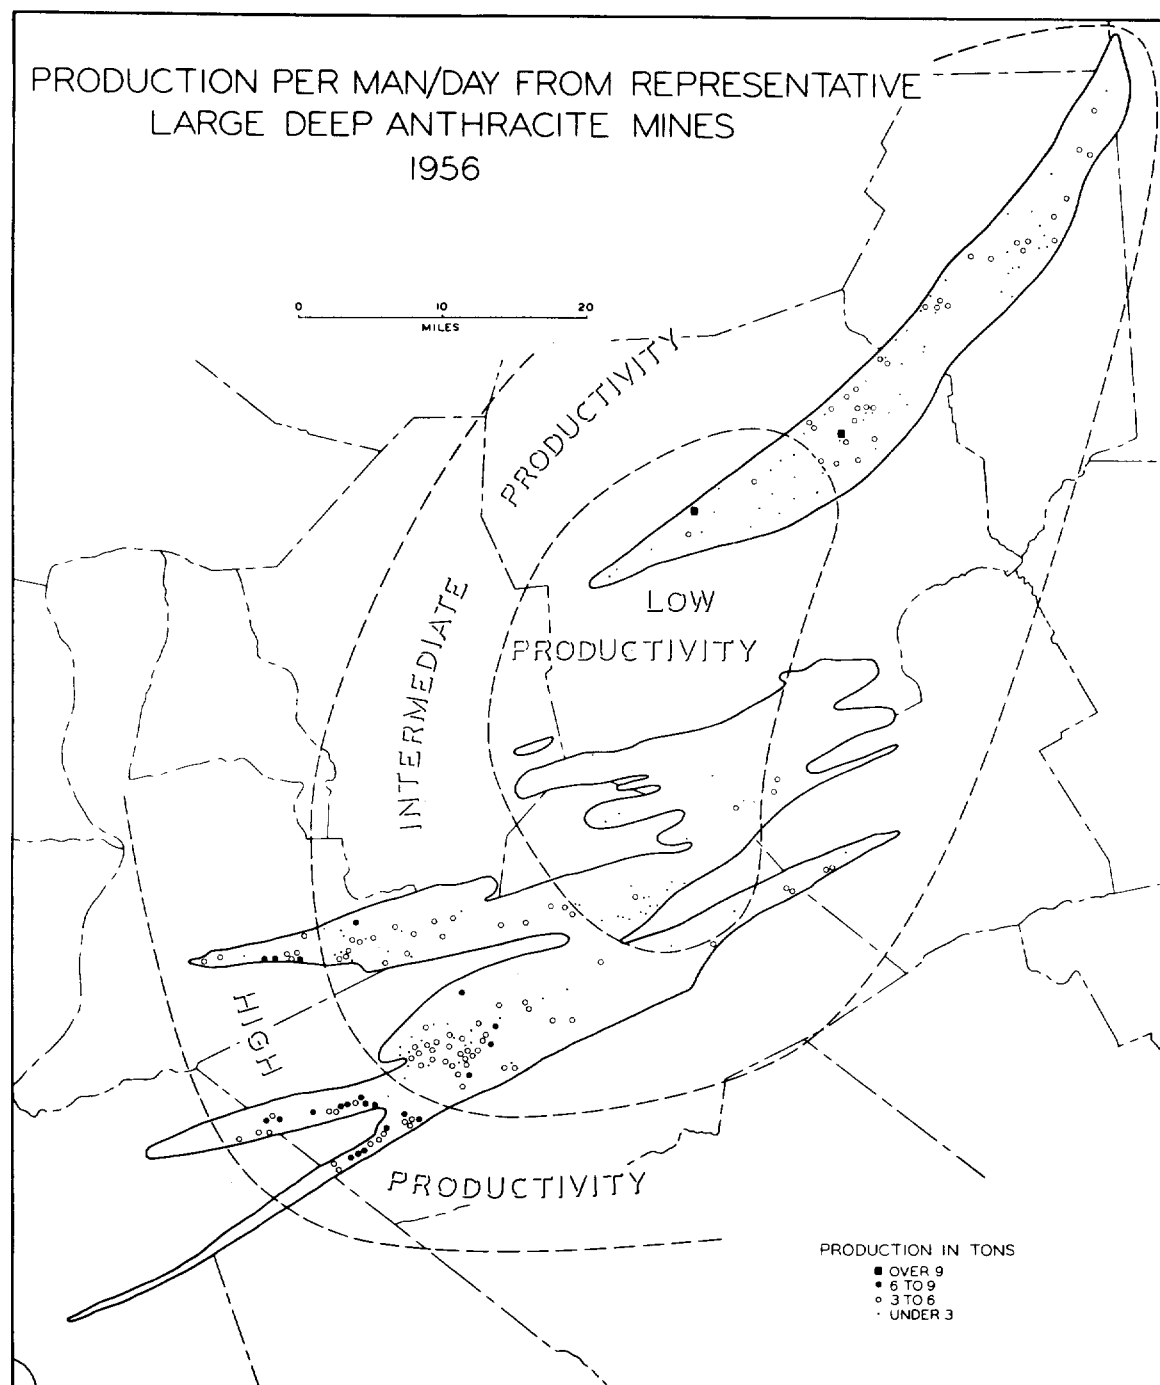 PRODUCTION PER MAN/DAY FROM REPRESENTATIVE
LARGE DEEP ANTHRACITE MINES
1956
0 10 20
MILES
PRODUCTIVITY
INTERMEDIATE
LOW
PRODUCTIVITY
HIGH
PRODUCTIVITY
PRODUCTION IN TONS
OVER 9
6 TO 9
3 TO 6
UNDER 3